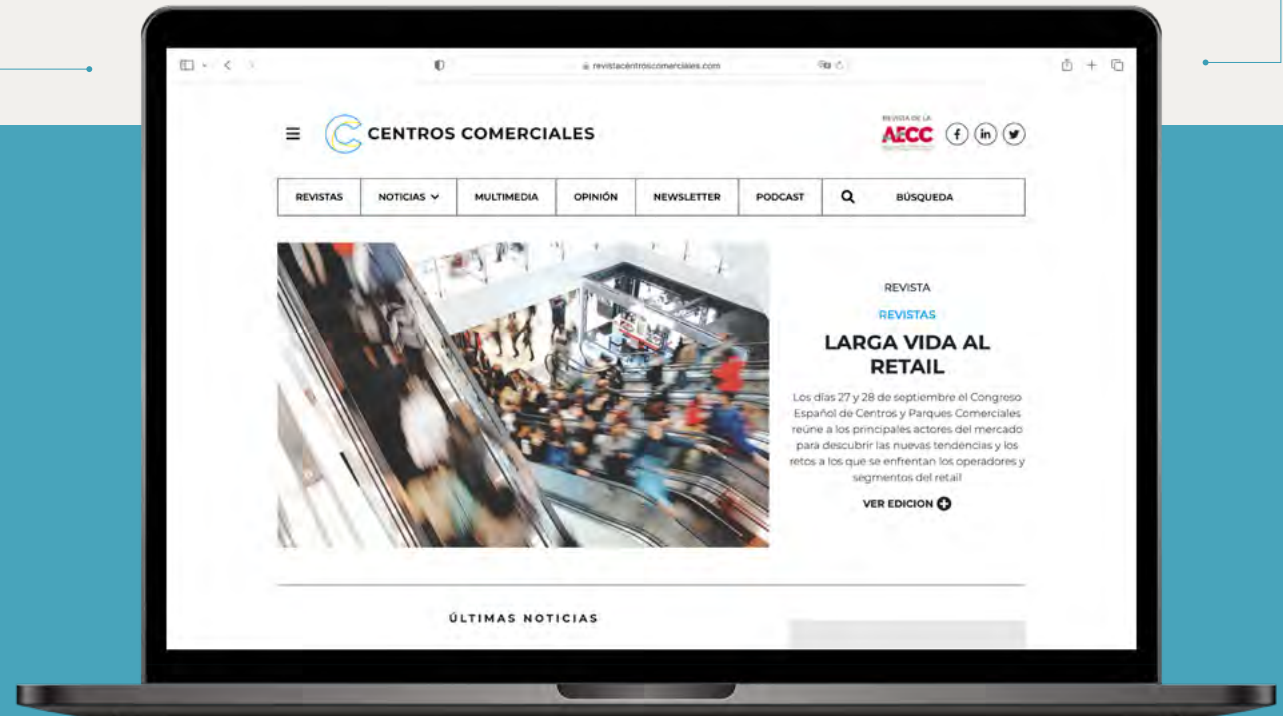 revistacentroscomerciales.com
CENTROS COMERCIALES
REVISTA DE LA
AECC
REVISTAS
NOTICIAS
MULTIMEDIA
OPINIÓN
NEWSLETTER
PODCAST
BÚSQUEDA
REVISTA
REVISTAS
LARGA VIDA AL
RETAIL
Los días 27 y 28 de septiembre el Congreso
Español de Centros y Parques Comerciales
reúne a los principales actores del mercado
para descubrir las nuevas tendencias y los
retos a los que se enfrentan los operadores y
segmentos del retail
VER EDICION
ÚLTIMAS NOTICIAS